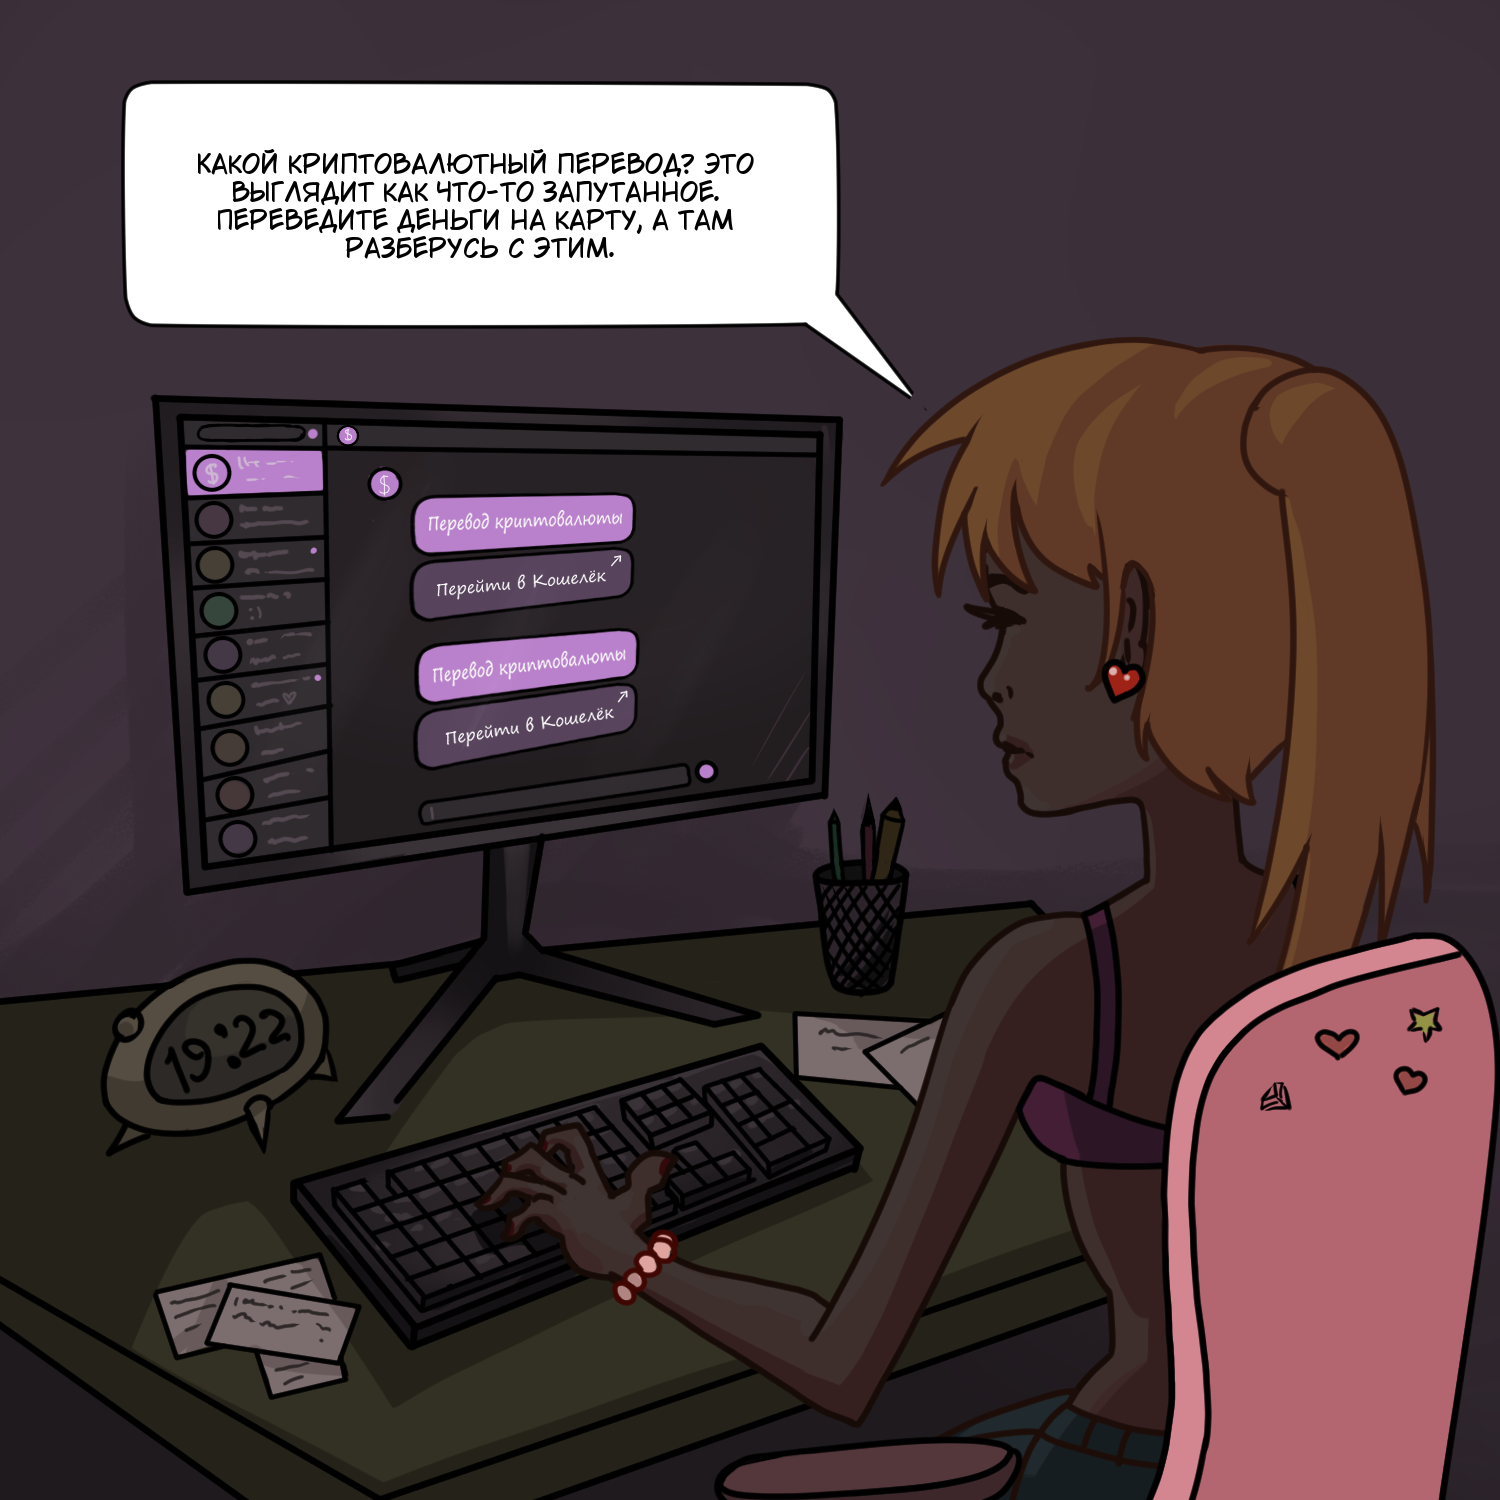 КАКОЙ КРИПТОВАЛЮТНЫЙ ПЕРЕВОД? ЭТО
ВЫГЛЯДИТ КАК ЧТО-ТО ЗАПУТАННОЕ.
ПЕРЕВЕДИТЕ ДЕНЬГИ НА КАРТУ, А ТАМ
РАЗБЕРУСЬ С ЭТИМ.
$
$
$
Перевод криптовалюты
Перейти в Кошелёк
:)
Перевод криптовалюты
Перейти в Кошелёк
19:22